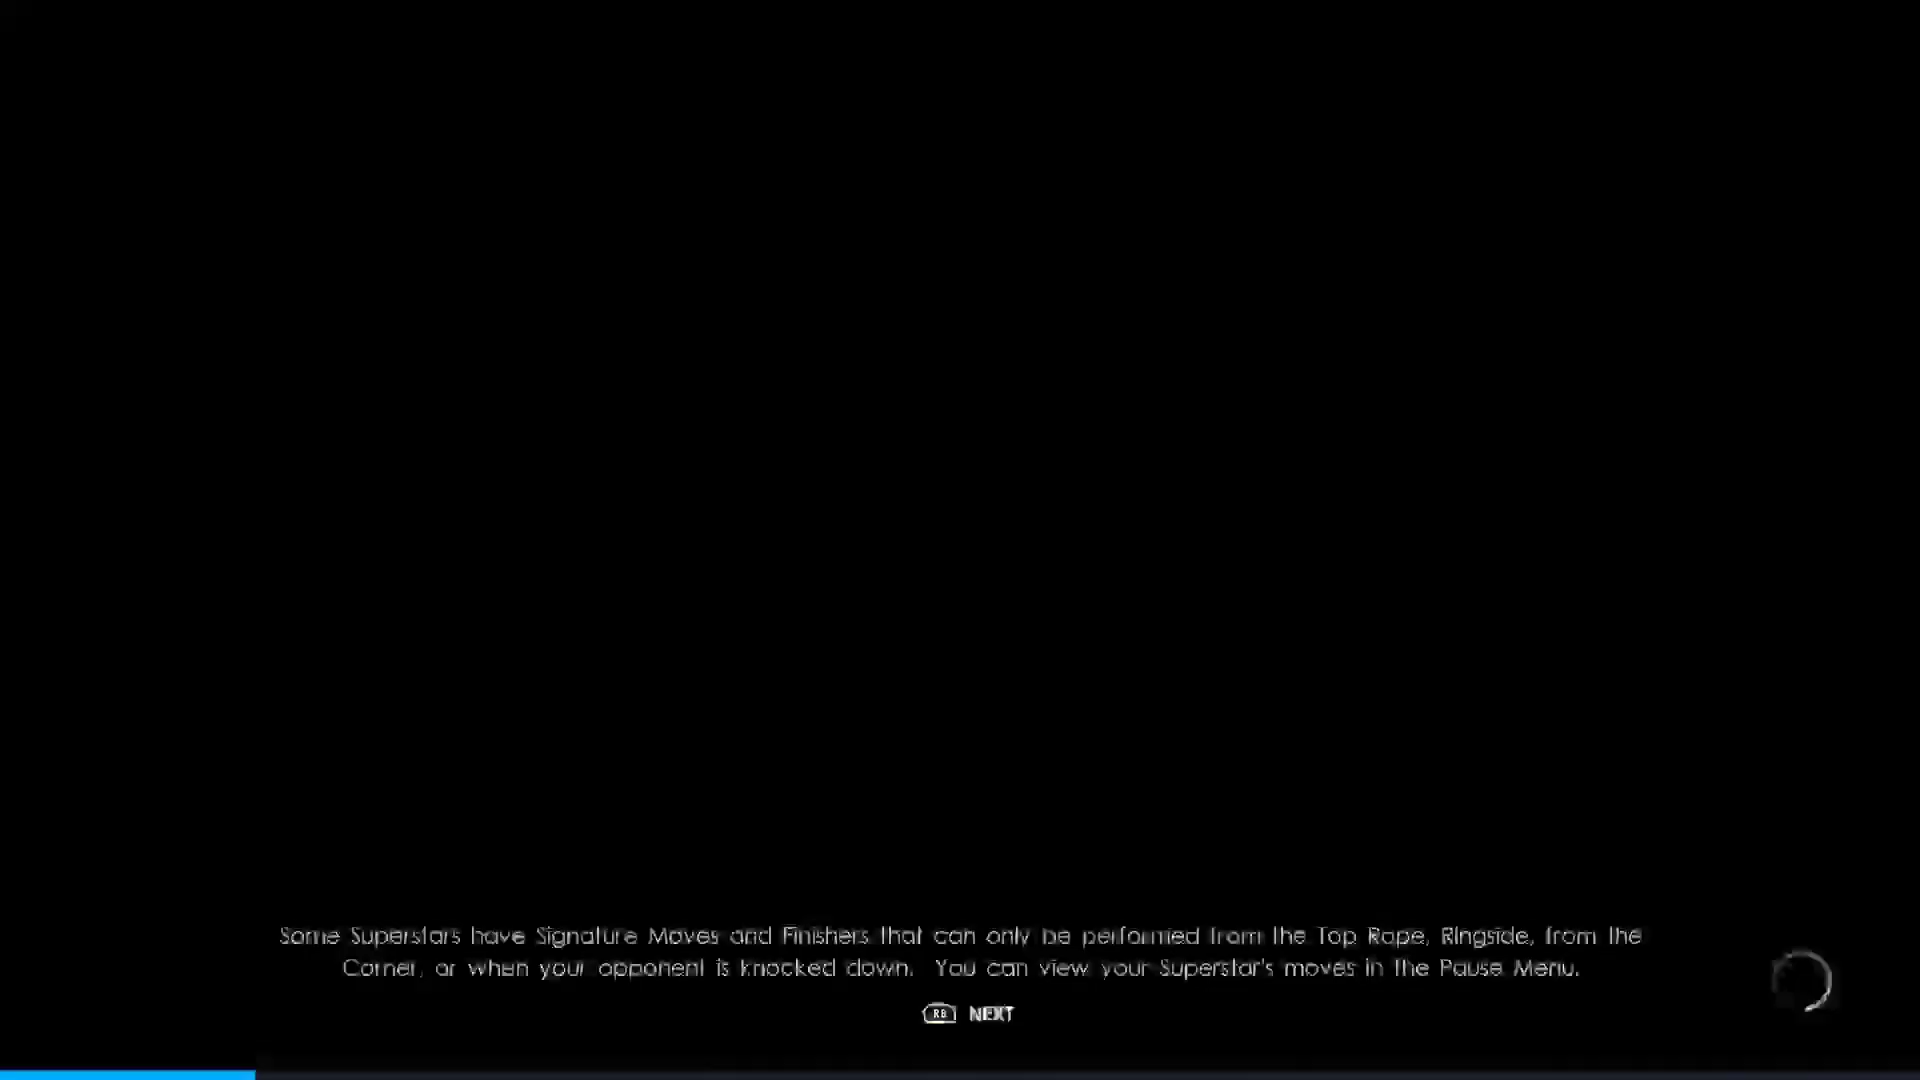 Some Superstars have Signature Moves and Finishers that can only be performed from the Top Rope, Ringside, from the
Corner, or when your opponent is knocked down. You can view your Superstar's moves in the Pause Menu.
RB NEXT